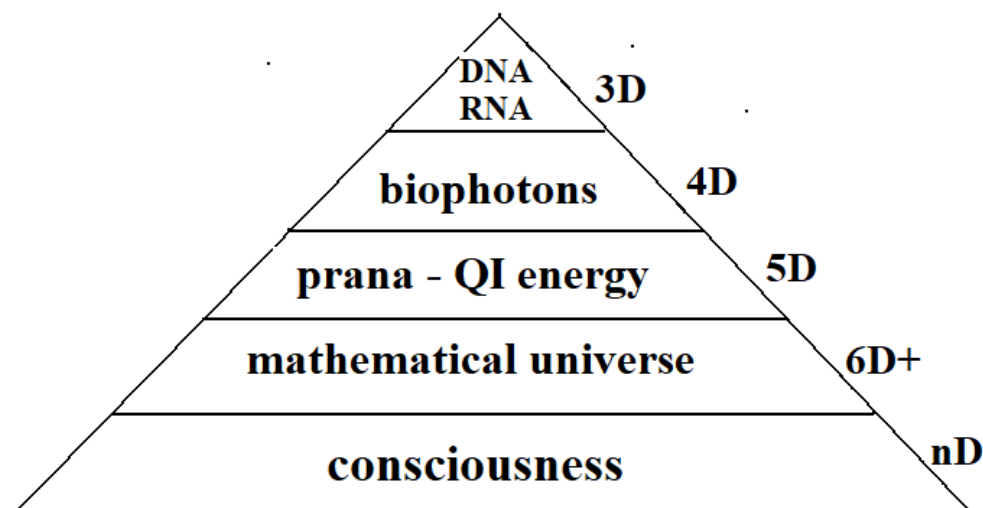 DNA
RNA
3D
biophotons
4D
prana - QI energy
5D
mathematical universe
6D+
consciousness
nD